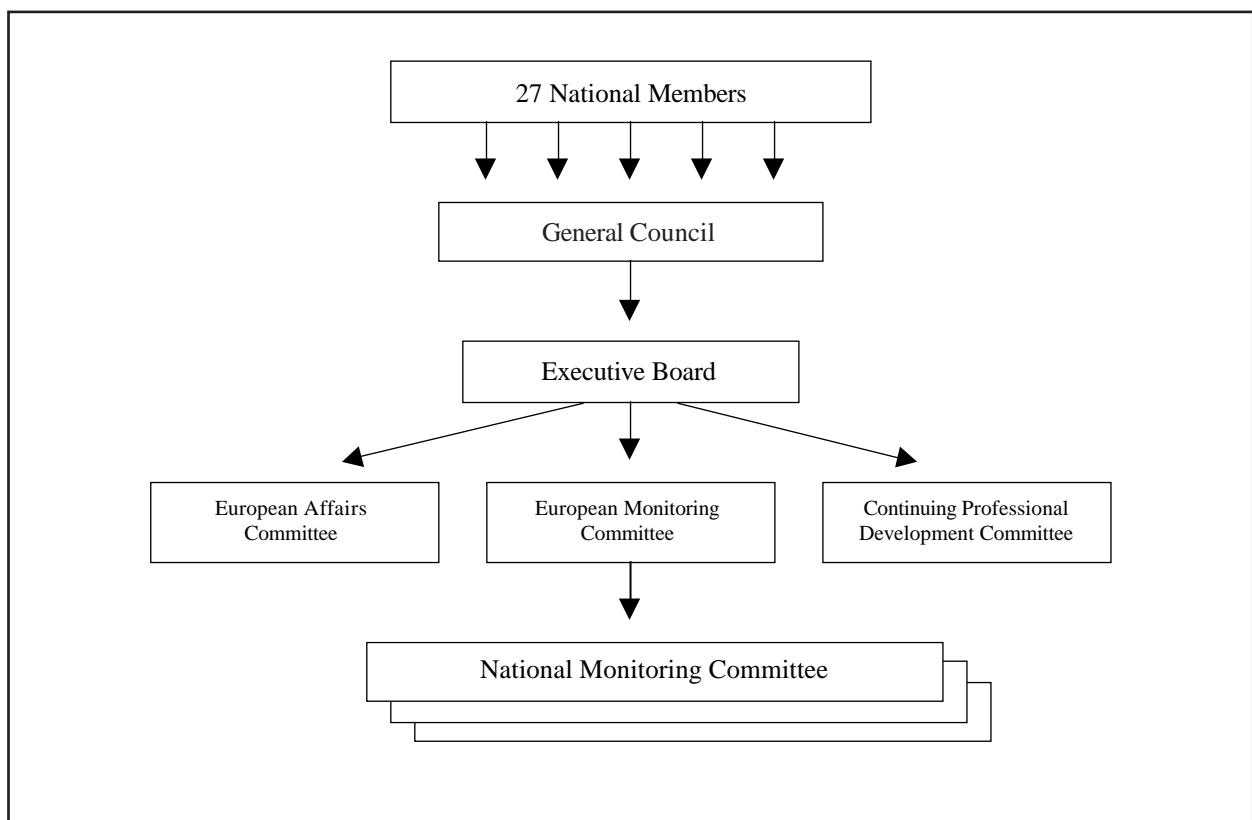 27 National Members
General Council
Executive Board
European Affairs
Committee
European Monitoring
Committee
Continuing Professional
Development Committee
National Monitoring Committee